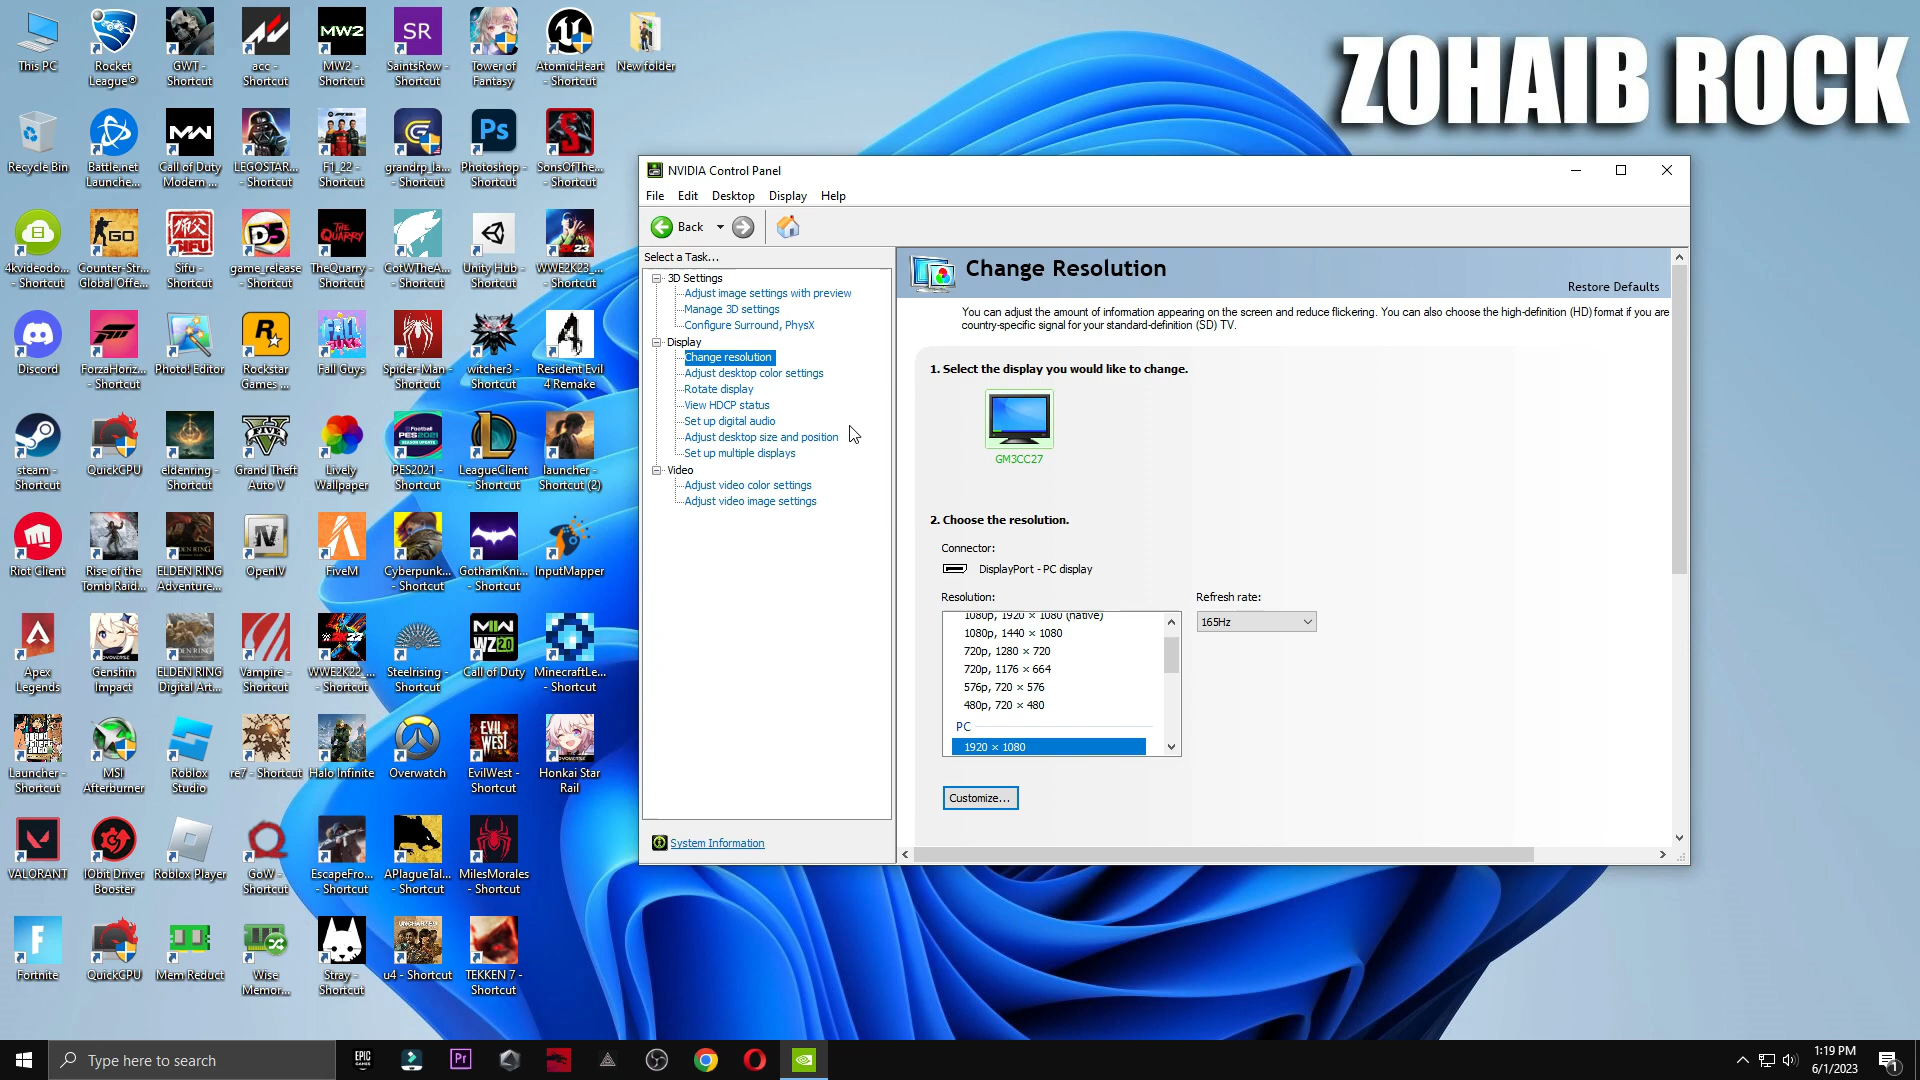 ZOHAIB ROCK
This PC
Rocket
League®
GWT -
Shortcut
acc -
Shortcut
MW2
MW2 -
Shortcut
SR
SaintsRow -
Shortcut
Tower of
Fantasy
AtomicHeart
- Shortcut
New folder
Recycle Bin
Battle.net
Launche...
Call of Duty
Modern ...
LEGOSTAR...
- Shortcut
F1_22 -
Shortcut
grandrp_la...
- Shortcut
Ps
Photoshop -
Shortcut
SonsOfThe...
- Shortcut
4kvideodo...
- Shortcut
GO
Counter-Str...
Global Offe...
Sifu -
Shortcut
D5
game_release
- Shortcut
TheQuarry -
Shortcut
CotWTheA...
- Shortcut
Unity Hub -
Shortcut
2K23
WWE2K23_...
- Shortcut
Discord
ForzaHoriz...
- Shortcut
Photo! Editor
Rockstar
Games ...
Fall Guys
Spider-Man -
Shortcut
witcher3 -
Shortcut
4
Resident Evil
4 Remake
steam -
Shortcut
QuickCPU
eldenring -
Shortcut
Grand Theft
Auto V
Lively
Wallpaper
PES2021 -
Shortcut
LeagueClient
- Shortcut
launcher -
Shortcut (2)
Riot Client
Rise of the
Tomb Raid...
ELDEN RING
Adventure...
OpenIV
FiveM
Cyberpunk...
- Shortcut
GothamKni...
- Shortcut
InputMapper
Apex
Legends
Genshin
Impact
ELDEN RING
Digital Art...
Vampire -
Shortcut
WWE2K22_...
- Shortcut
Steelrising -
Shortcut
Call of Duty
MinecraftLe...
- Shortcut
Launcher -
Shortcut
MSI
Afterburner
Roblox
Studio
re7 - Shortcut
Halo Infinite
Overwatch
EVIL
WEST
EvilWest -
Shortcut
Honkai Star
Rail
VALORANT
IObit Driver
Booster
Roblox Player
GoW -
Shortcut
EscapeFro...
- Shortcut
APlagueTal...
- Shortcut
MilesMorales
- Shortcut
Fortnite
QuickCPU
Mem Reduct
Wise
Memor...
Stray -
Shortcut
u4 - Shortcut
TEKKEN 7 -
Shortcut
NVIDIA Control Panel
File Edit Desktop Display Help
Back
Select a Task...
3D Settings
Adjust image settings with preview
Manage 3D settings
Configure Surround, PhysX
Display
Change resolution
Adjust desktop color settings
Rotate display
View HDCP status
Set up digital audio
Adjust desktop size and position
Set up multiple displays
Video
Adjust video color settings
Adjust video image settings
System Information
Change Resolution
Restore Defaults
You can adjust the amount of information appearing on the screen and reduce flickering. You can also choose the high-definition (HD) format if you are
country-specific signal for your standard-definition (SD) TV.
1. Select the display you would like to change.
GM3CC27
2. Choose the resolution.
Connector:
DisplayPort - PC display
Resolution:
Refresh rate:
1080p, 1920 × 1080 (native)
165Hz
1080p, 1440 × 1080
720p, 1280 × 720
720p, 1176 × 664
576p, 720 × 576
480p, 720 × 480
PC
1920 × 1080
Customize...
Type here to search
EPIC
GAMES
Pr
1:19 PM
6/1/2023
1